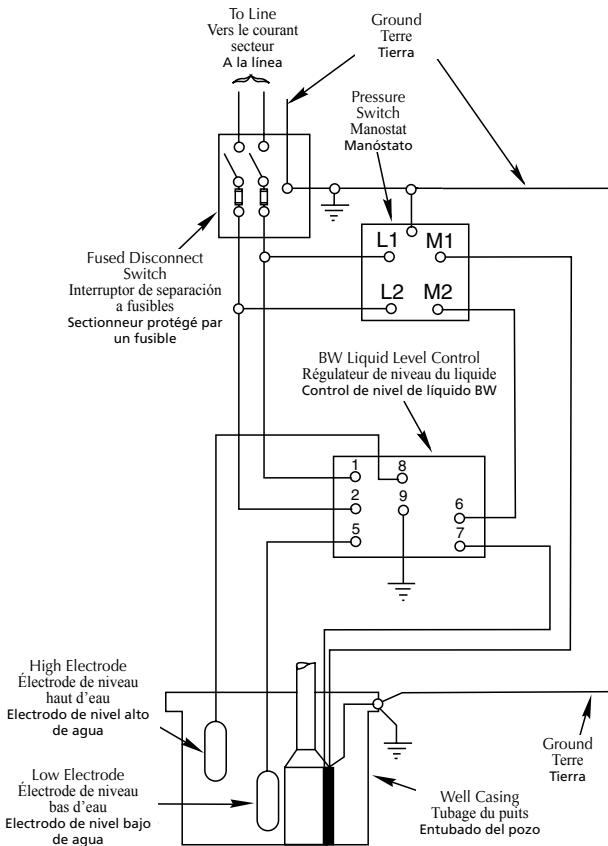 To Line
Vers le courant
secteur
A la línea
Ground
Terre
Tierra
Pressure
Switch
Manostat
Manóstato
L1
M1
L2
M2
Fused Disconnect
Switch
Interruptor de separación
a fusibles
Sectionneur protégé par
un fusible
BW Liquid Level Control
Régulateur de niveau du liquide
Control de nivel de líquido BW
1
8
2
9
6
5
7
High Electrode
Électrode de niveau
haut d'eau
Electrodo de nivel alto
de agua
Low Electrode
Électrode de niveau
bas d'eau
Electrodo de nivel bajo
de agua
Ground
Terre
Tierra
Well Casing
Tubage du puits
Entubado del pozo